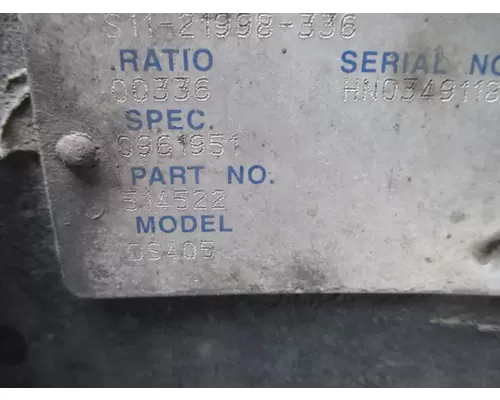 S11-21998-336
RATIO SERIAL NO
00336 HN0349118
SPEC.
0961951
PART NO.
514522
MODEL
DS405